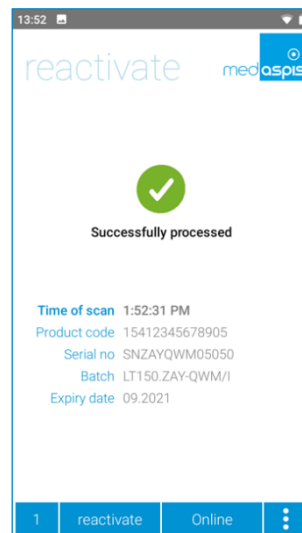 13:52
reactivate
med aspis
Successfully processed
Time of scan 1:52:31 PM
Product code 15412345678905
Serial no SNZAYQWM05050
Batch LT150.ZAY-QWM/I
Expiry date 09.2021
1 reactivate Online